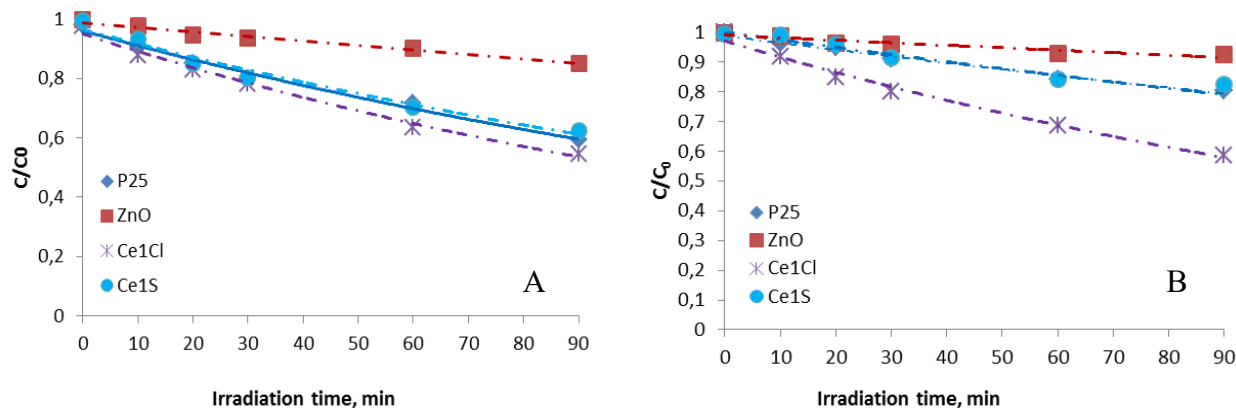 C/C0
1
0,8
0,6
0,4
0,2
0
P25
ZnO
Ce1Cl
Ce1S
A
0 10 20 30 40 50 60 70 80 90
Irradiation time, min
C/C₀
1
0,9
0,8
0,7
0,6
0,5
0,4
0,3
0,2
0,1
0
P25
ZnO
Ce1Cl
Ce1S
B
0 10 20 30 40 50 60 70 80 90
Irradiation time, min